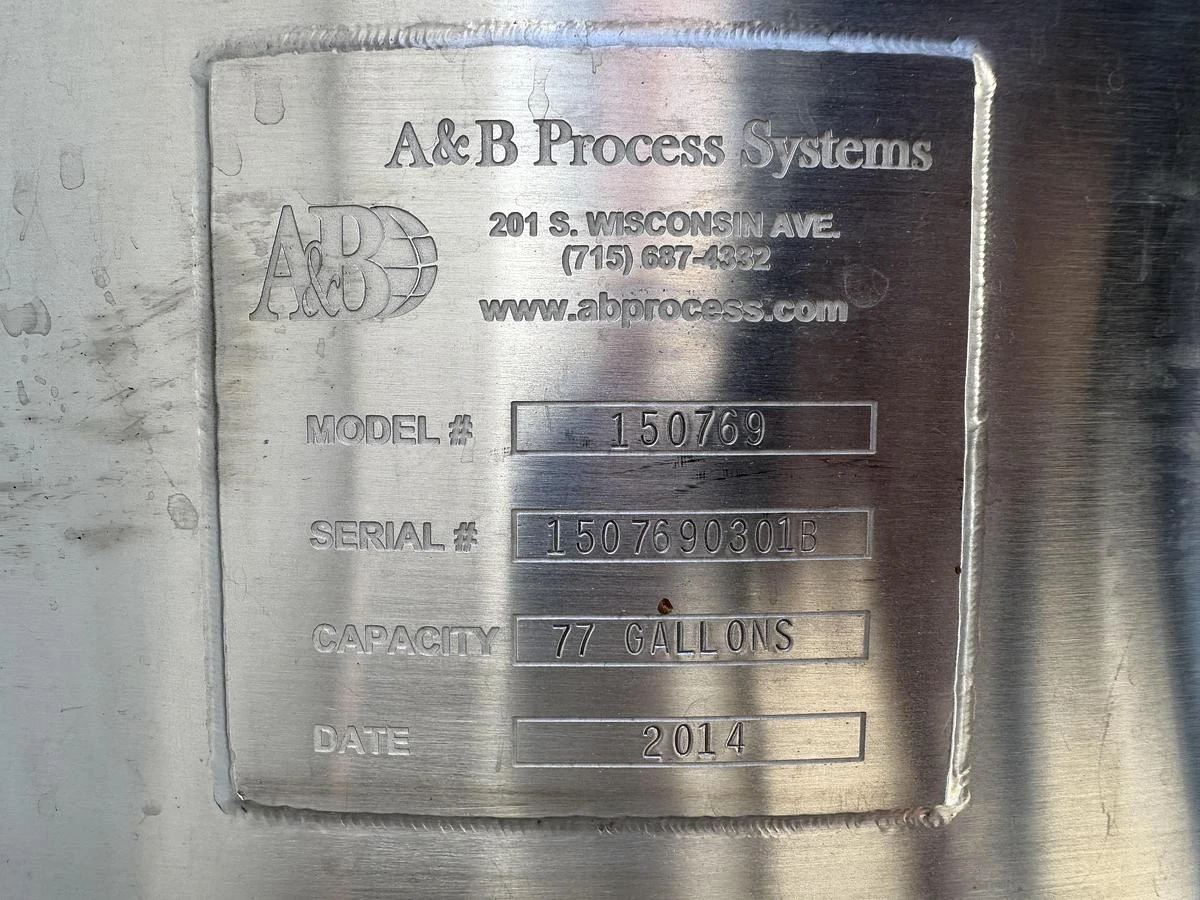 A&B Process Systems
A&B
201 S. WISCONSIN AVE.
(715) 687-4332
www.abprocess.com
MODEL # 150769
SERIAL # 1507690301B
CAPACITY 77 GALLONS
DATE 2014